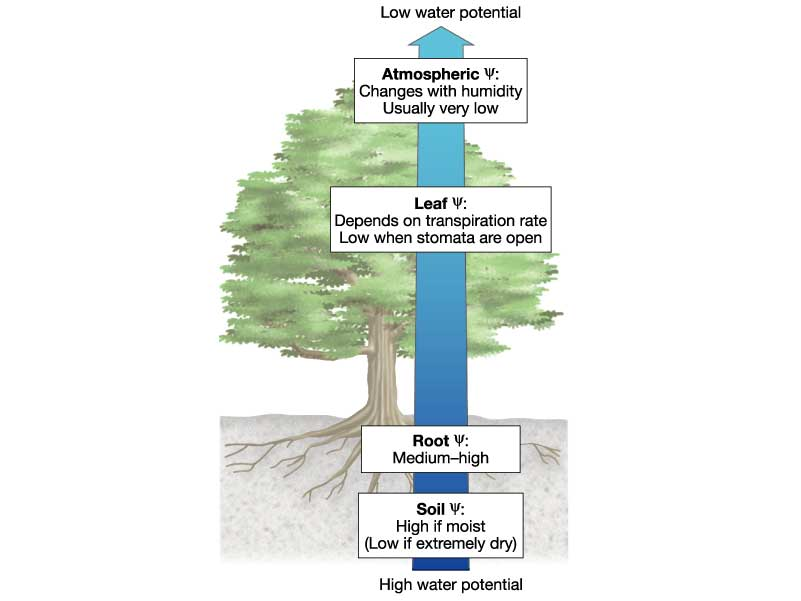 Low water potential
Atmospheric Ψ:
Changes with humidity
Usually very low
Leaf Ψ:
Depends on transpiration rate
Low when stomata are open
Root Ψ:
Medium–high
Soil Ψ:
High if moist
(Low if extremely dry)
High water potential